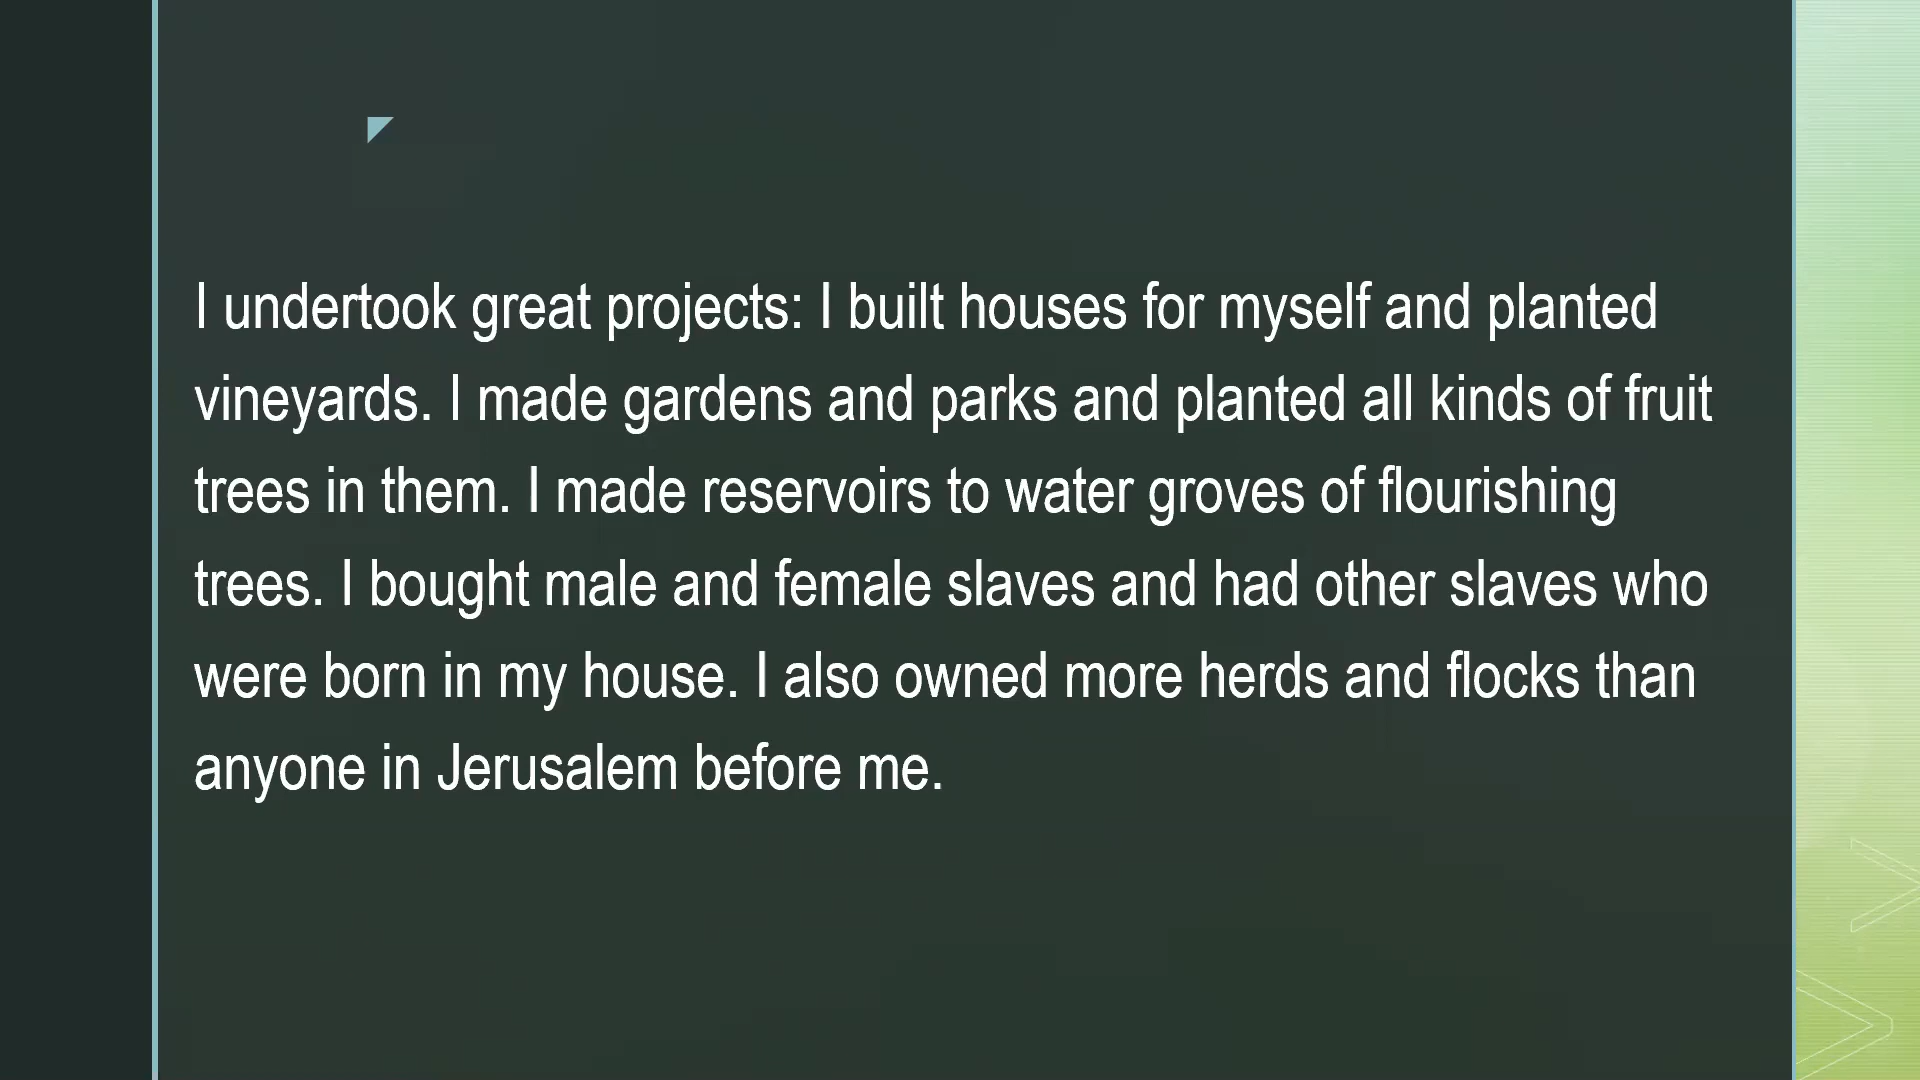 I undertook great projects: I built houses for myself and planted
vineyards. I made gardens and parks and planted all kinds of fruit
trees in them. I made reservoirs to water groves of flourishing
trees. I bought male and female slaves and had other slaves who
were born in my house. I also owned more herds and flocks than
anyone in Jerusalem before me.